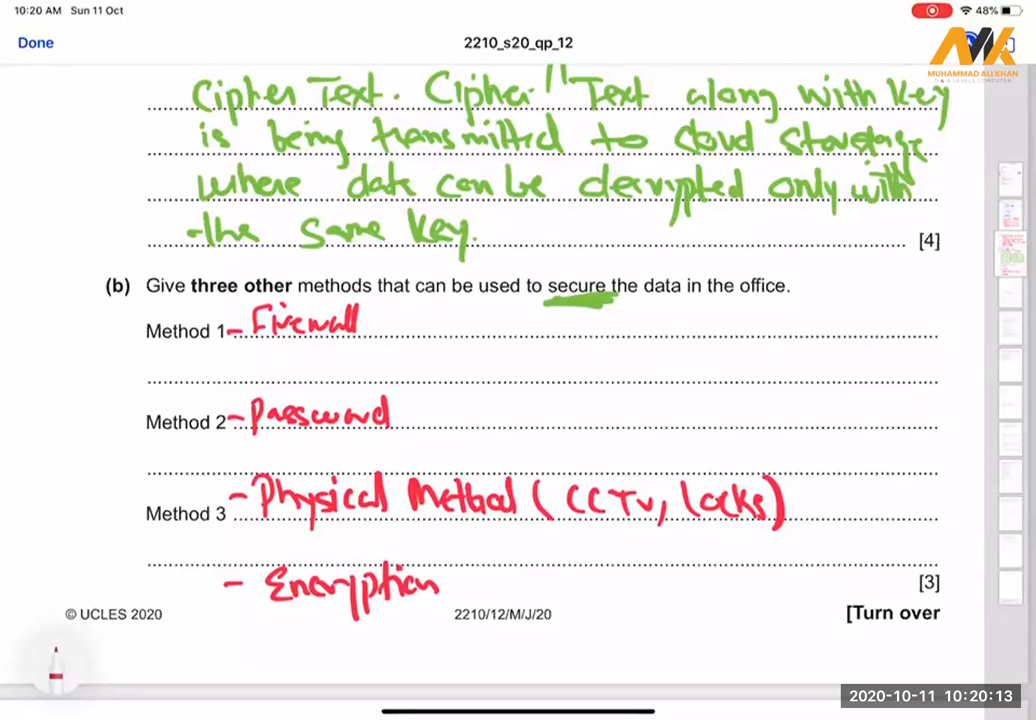 10:20 AM Sun 11 Oct
48%
Done
2210_s20_qp_12
MUHAMMAD ALI KHAN
O & A LEVELS COMPUTER
Cipher Text. Cipher Text along with key
is being transmitted to cloud
where data can be decrypted only with
the same key.
[4]
(b) Give three other methods that can be used to secure the data in the office.
Method 1 - Firewall
Method 2 - Password
Method 3 - Physical Method (CCTV, locks)
- Encryption
[3]
© UCLES 2020
2210/12/M/J/20
[Turn over
2020-10-11 10:20:13